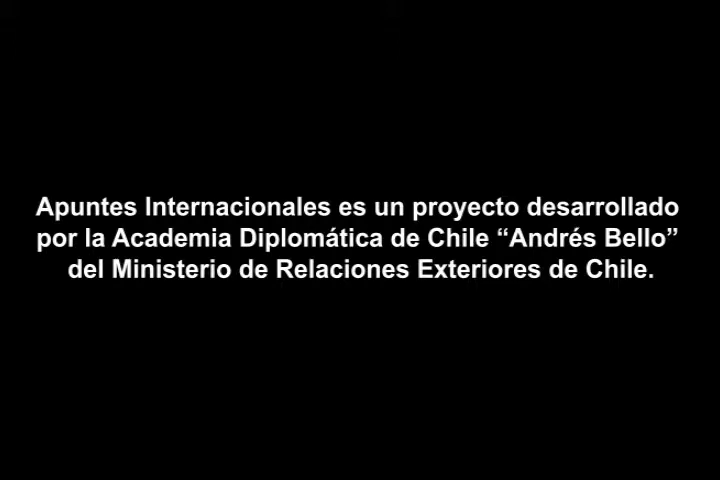 Apuntes Internacionales es un proyecto desarrollado
por la Academia Diplomática de Chile “Andrés Bello”
del Ministerio de Relaciones Exteriores de Chile.